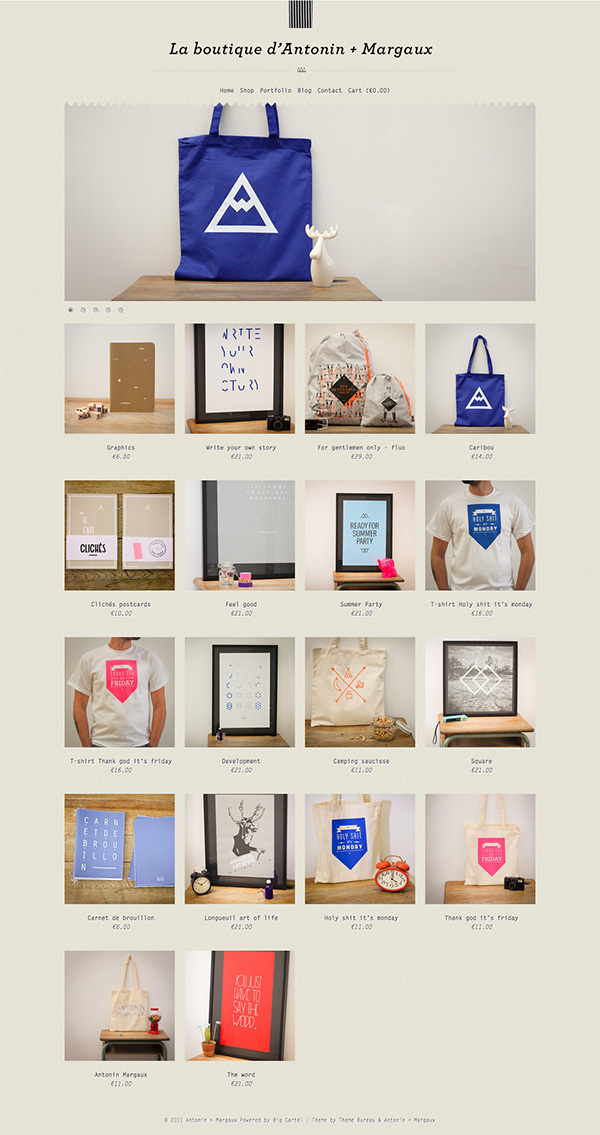 La boutique d'Antonin + Margaux
Home Shop Portfolio Blog Contact Cart (€0.00)
WRITE
YOUR
OWN
STORY
Graphics
€6.00
Write your own story
€21.00
For gentlemen only - fluo
€29.00
Caribou
€14.00
IL
FAIT
CLICHÉS
READY FOR
SUMMER
PARTY
HOLY SHIT
IT'S
MONDAY
Clichés postcards
€10.00
Feel good
€21.00
Summer Party
€21.00
T-shirt Holy shit it's monday
€16.00
THANK GOD
FRIDAY
T-shirt Thank god it's friday
€16.00
Development
€21.00
Camping saucisse
€11.00
Square
€21.00
CARN
ETDE
BROU
ILLO
N
HOLY SHIT
IT'S
MONDAY
FRIDAY
Carnet de brouillon
€6.00
Longueuil art of life
€21.00
Holy shit it's monday
€11.00
Thank god it's friday
€11.00
YOU JUST
HAVE TO
SAY THE
WORD.
Antonin Margaux
€11.00
The word
€21.00
© 2011 Antonin + Margaux Powered by Big Cartel | Theme by Theme Bureau & Antonin + Margaux